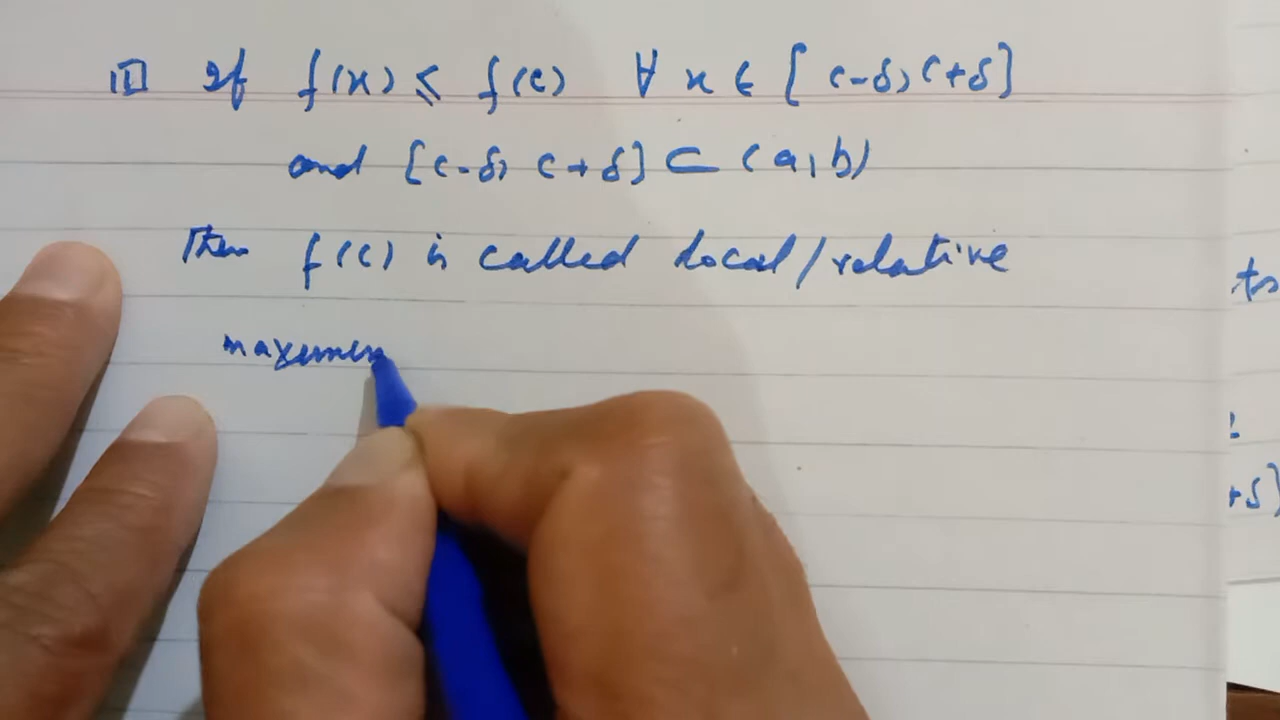 II If f(x) ⩽ f(c) ∀ x ∈ [c-δ, c+δ]
and [c-δ, c+δ] ⊂ (a, b)
Then f(c) is called local/relative
maximum